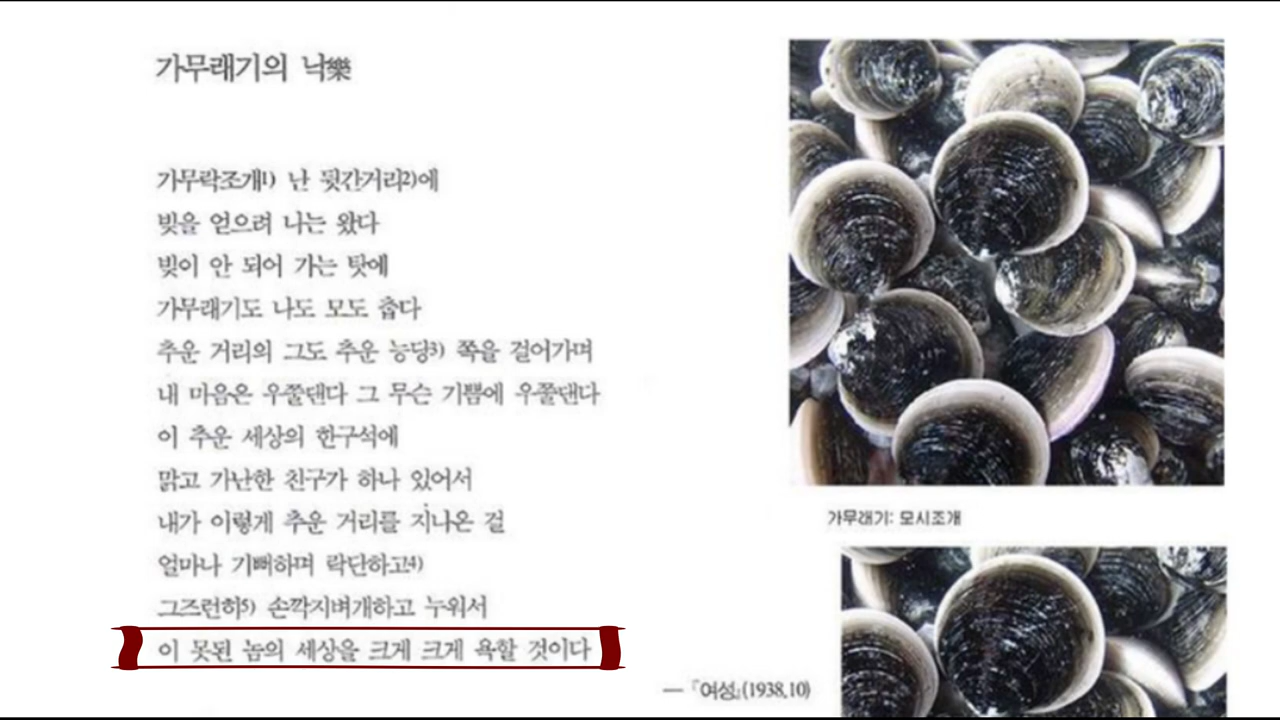 가무래기의 낙樂
가무락조개1) 난 뒷간거리2)에
빚을 얻으려 나는 왔다
빚이 안 되어 가는 탓에
가무래기도 나도 모도 춥다
추운 거리의 그도 추운 능당3) 쪽을 걸어가며
내 마음은 우쭐댄다 그 무슨 기쁨에 우쭐댄다
이 추운 세상의 한구석에
맑고 가난한 친구가 하나 있어서
내가 이렇게 추운 거리를 지나온 걸
얼마나 기뻐하며 락단하고4)
그즈런히5) 손깍지벼개하고 누워서
이 못된 놈의 세상을 크게 크게 욕할 것이다
―『여성』(1938.10)
가무래기: 모시조개